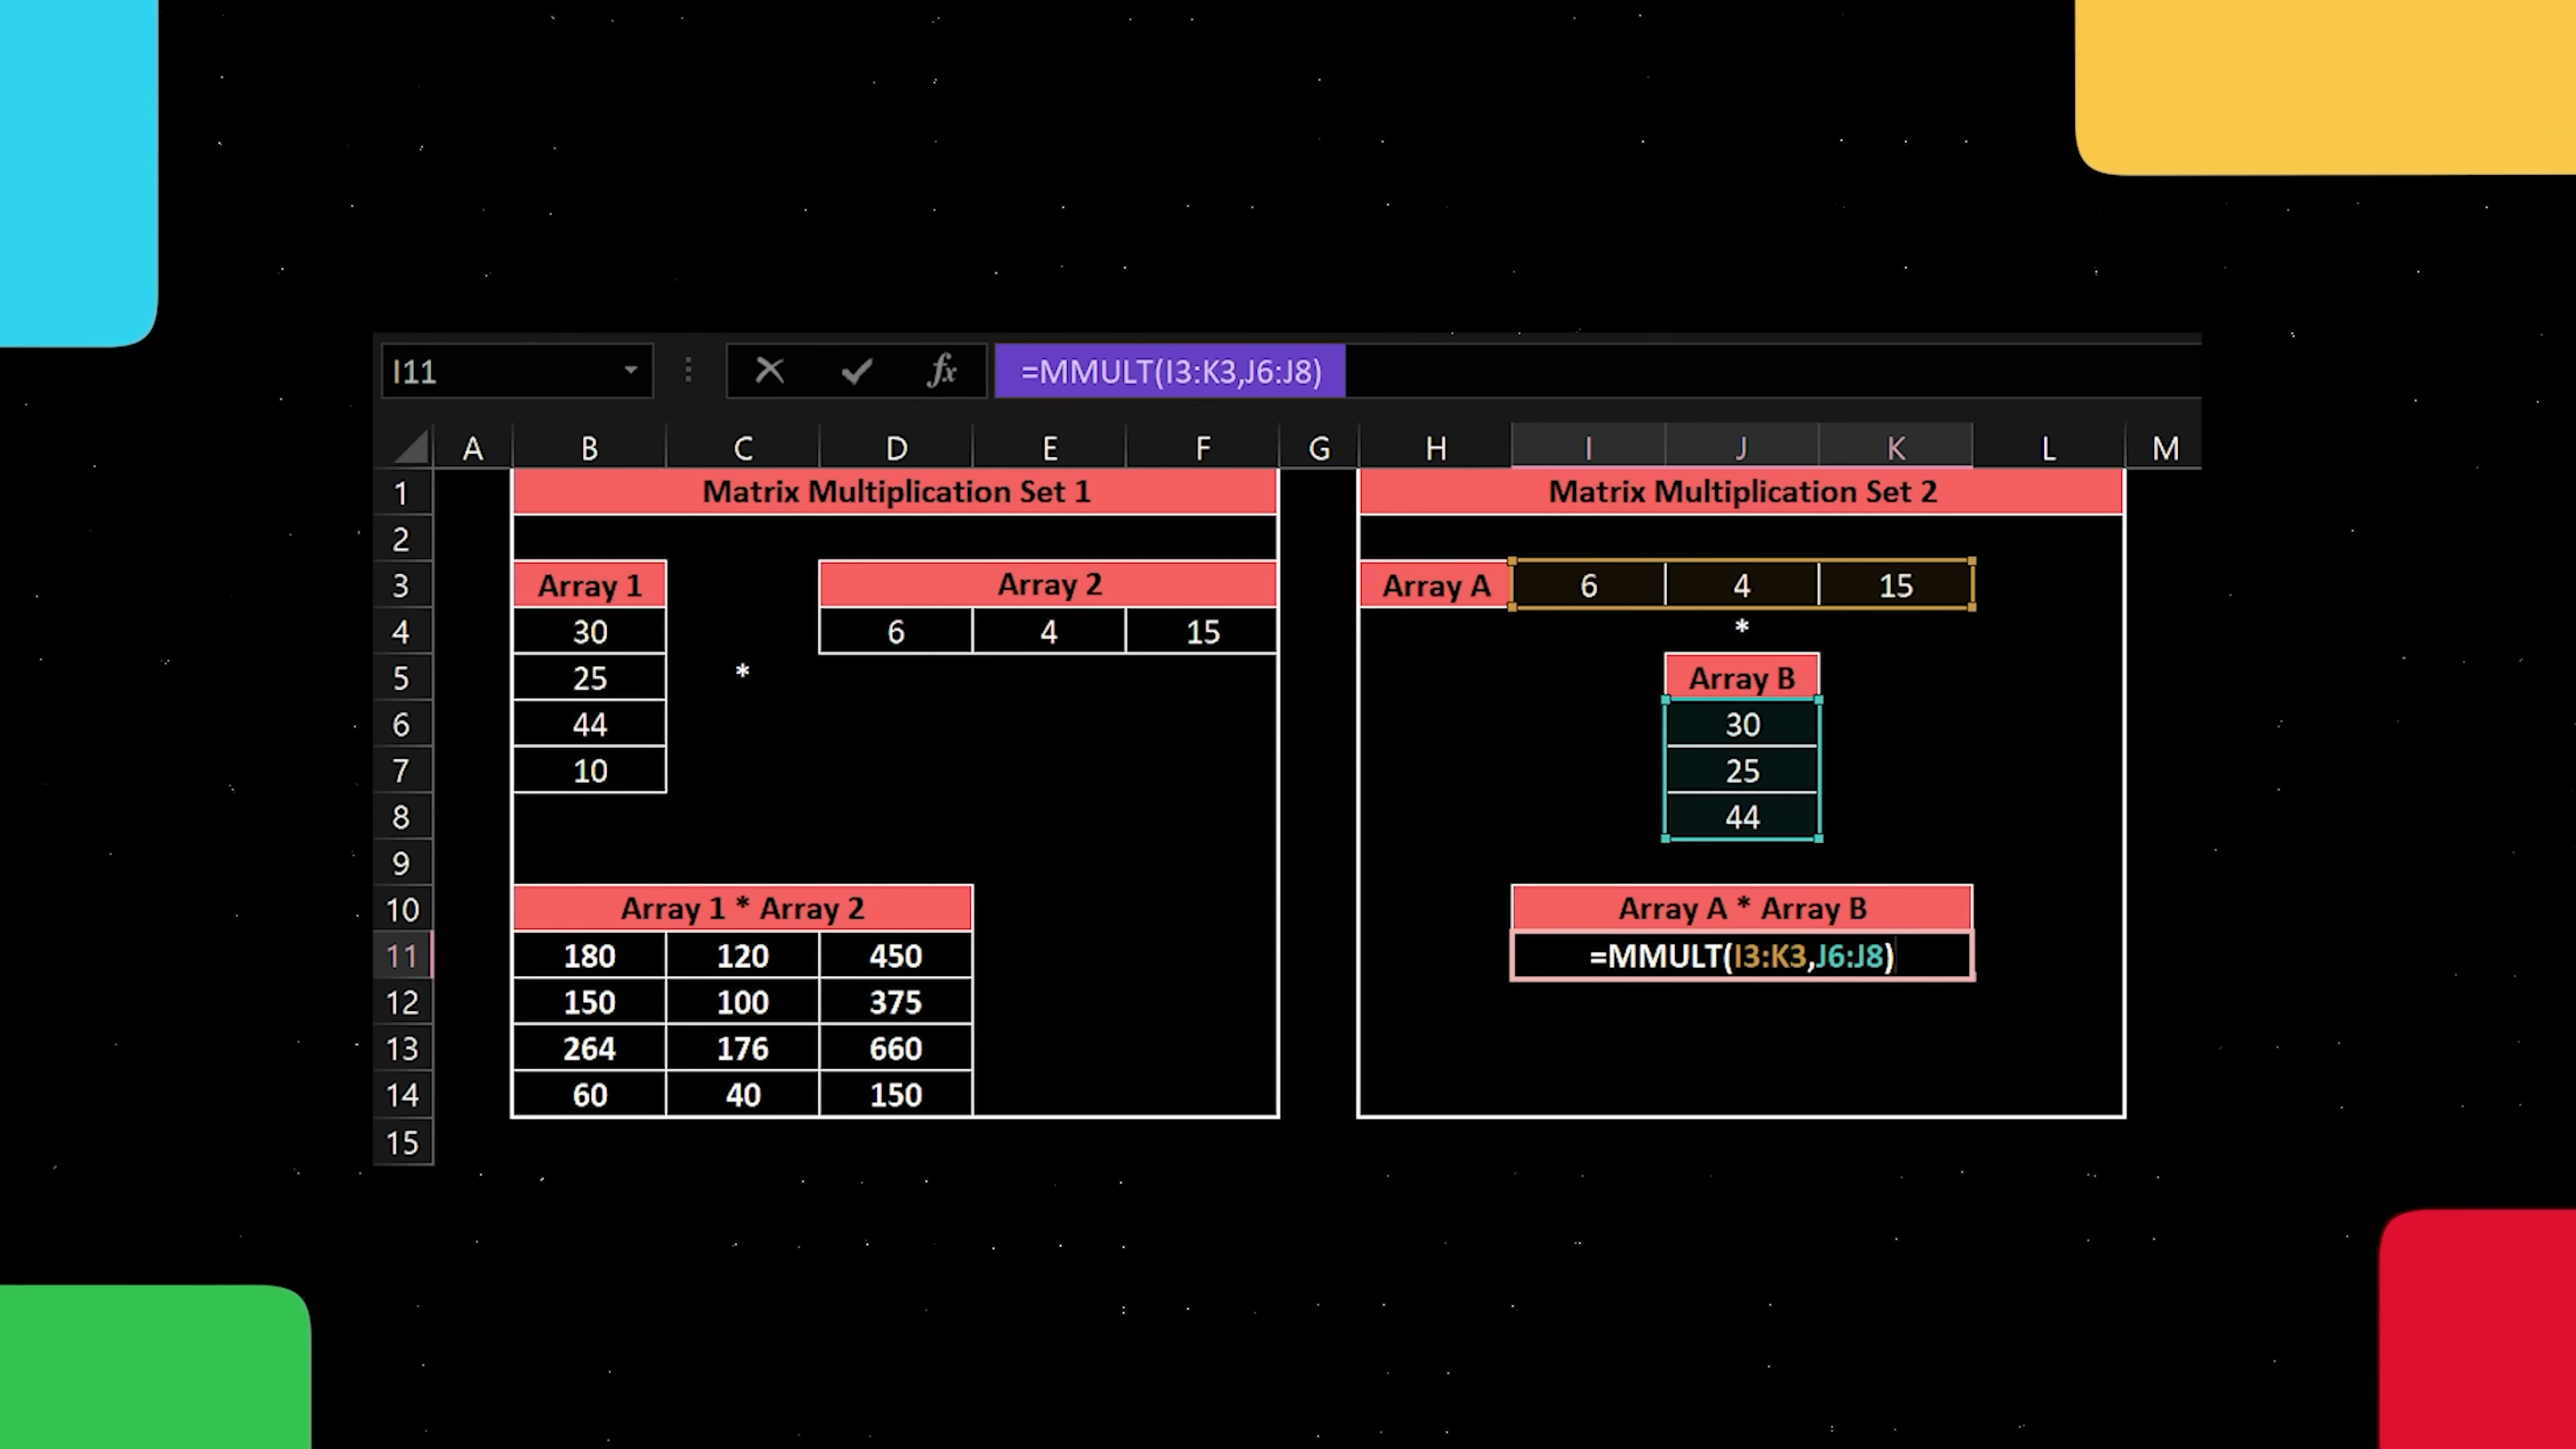 I11 fx =MMULT(I3:K3,J6:J8)
A B C D E F G H I J K L M
1 Matrix Multiplication Set 1 Matrix Multiplication Set 2
2
3 Array 1 Array 2 Array A 6 4 15
4 30 6 4 15 *
5 25 * Array B
6 44 30
7 10 25
8 44
9
10 Array 1 * Array 2 Array A * Array B
11 180 120 450 =MMULT(I3:K3,J6:J8)
12 150 100 375
13 264 176 660
14 60 40 150
15